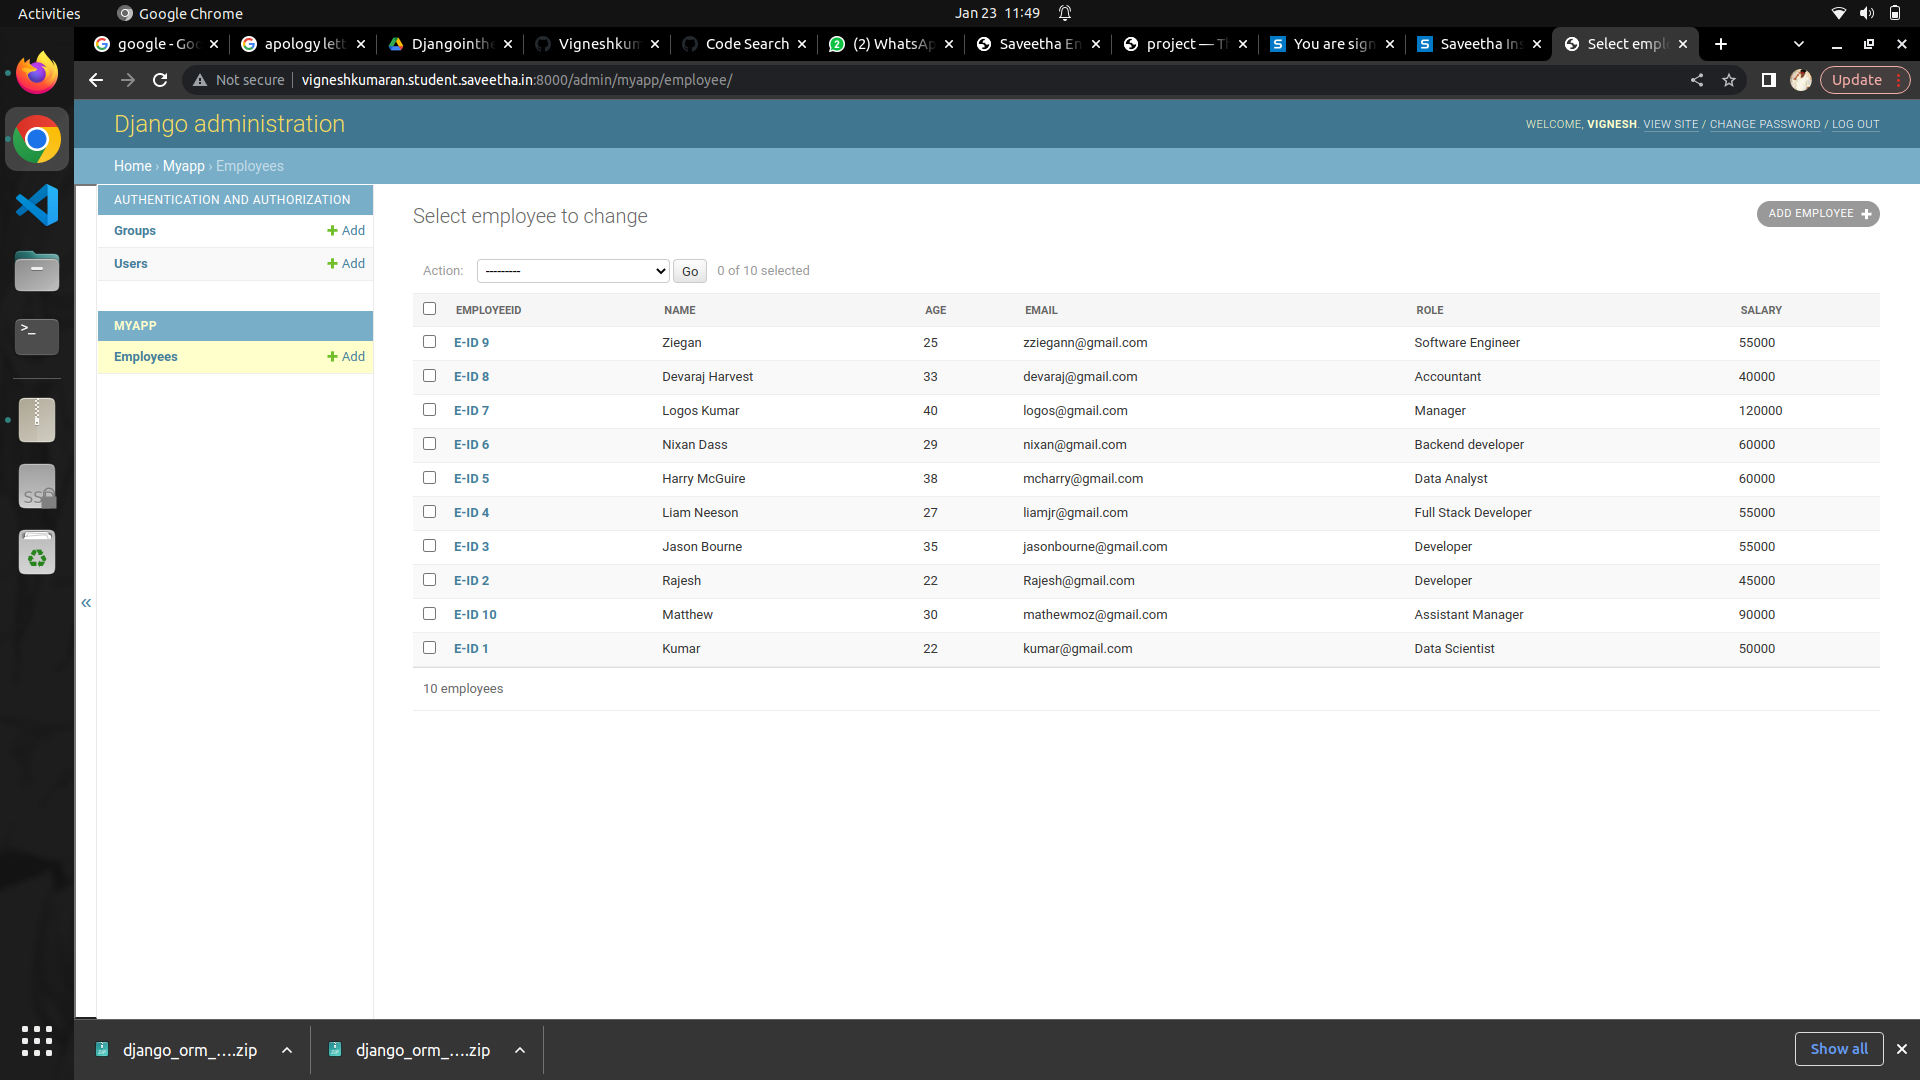 Activities Google Chrome Jan 23 11:49
google - Goo apology lett Djangointhe Vigneshkum Code Search (2) WhatsAp Saveetha En project — Th You are sign Saveetha Ins Select empl
Not secure vigneshkumaran.student.saveetha.in:8000/admin/myapp/employee/ Update
Django administration WELCOME, VIGNESH. VIEW SITE / CHANGE PASSWORD / LOG OUT
Home › Myapp › Employees
AUTHENTICATION AND AUTHORIZATION
Groups Add
Users Add
MYAPP
Employees Add
«
Select employee to change ADD EMPLOYEE
Action: --------- Go 0 of 10 selected
EMPLOYEEID NAME AGE EMAIL ROLE SALARY
E-ID 9 Ziegan 25 zziegann@gmail.com Software Engineer 55000
E-ID 8 Devaraj Harvest 33 devaraj@gmail.com Accountant 40000
E-ID 7 Logos Kumar 40 logos@gmail.com Manager 120000
E-ID 6 Nixan Dass 29 nixan@gmail.com Backend developer 60000
E-ID 5 Harry McGuire 38 mcharry@gmail.com Data Analyst 60000
E-ID 4 Liam Neeson 27 liamjr@gmail.com Full Stack Developer 55000
E-ID 3 Jason Bourne 35 jasonbourne@gmail.com Developer 55000
E-ID 2 Rajesh 22 Rajesh@gmail.com Developer 45000
E-ID 10 Matthew 30 mathewmoz@gmail.com Assistant Manager 90000
E-ID 1 Kumar 22 kumar@gmail.com Data Scientist 50000
10 employees
django_orm_....zip django_orm_....zip Show all